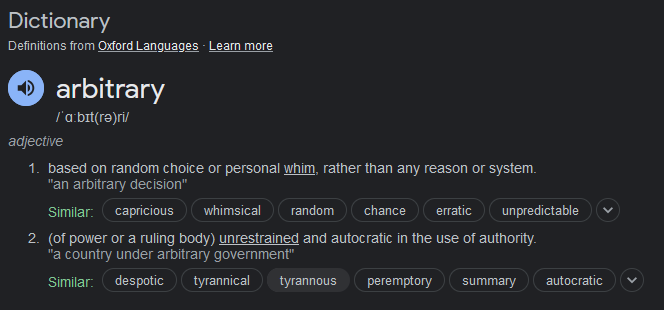 Dictionary
Definitions from Oxford Languages · Learn more
arbitrary
/ˈɑːbɪt(rə)ri/
adjective
1. based on random choice or personal whim, rather than any reason or system.
"an arbitrary decision"
Similar: capricious whimsical random chance erratic unpredictable
2. (of power or a ruling body) unrestrained and autocratic in the use of authority.
"a country under arbitrary government"
Similar: despotic tyrannical tyrannous peremptory summary autocratic